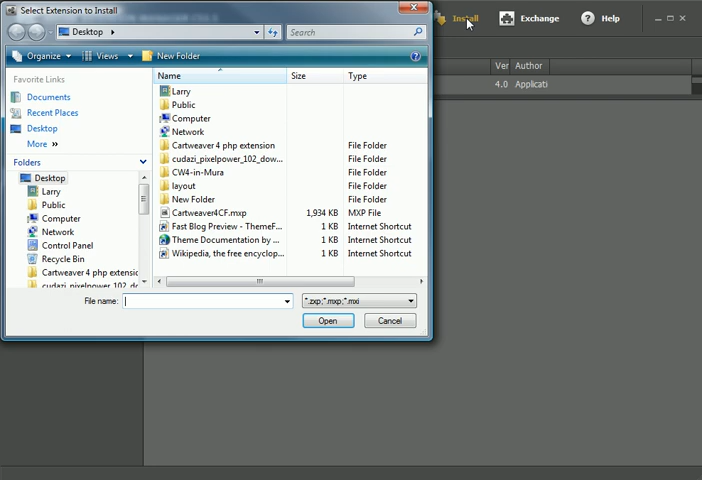 Select Extension to Install
Install
Exchange
Help
Desktop
Search
Organize
Views
New Folder
Favorite Links
Documents
Recent Places
Desktop
More »
Folders
Desktop
Larry
Public
Computer
Network
Control Panel
Recycle Bin
Cartweaver 4 php extensio
cudazi_pixelpower_102_do
Name Size Type
Larry
Public
Computer
Network
Cartweaver 4 php extension File Folder
cudazi_pixelpower_102_dow... File Folder
CW4-in-Mura File Folder
layout File Folder
New Folder File Folder
Cartweaver4CF.mxp 1,934 KB MXP File
Fast Blog Preview - ThemeF... 1 KB Internet Shortcut
Theme Documentation by ... 1 KB Internet Shortcut
Wikipedia, the free encyclop... 1 KB Internet Shortcut
File name:
*.zxp;*.mxp;*.mxi
Open
Cancel
Ver Author
4.0 Applicati